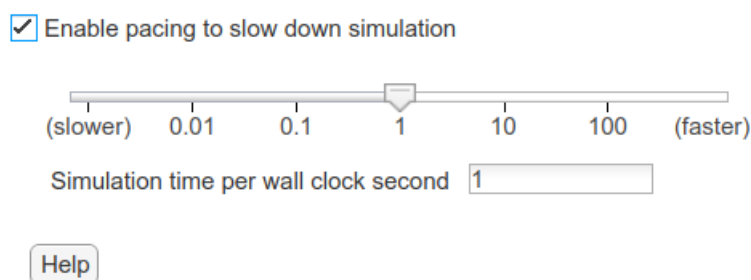 Enable pacing to slow down simulation
(slower) 0.01 0.1 1 10 100 (faster)
Simulation time per wall clock second 1
Help